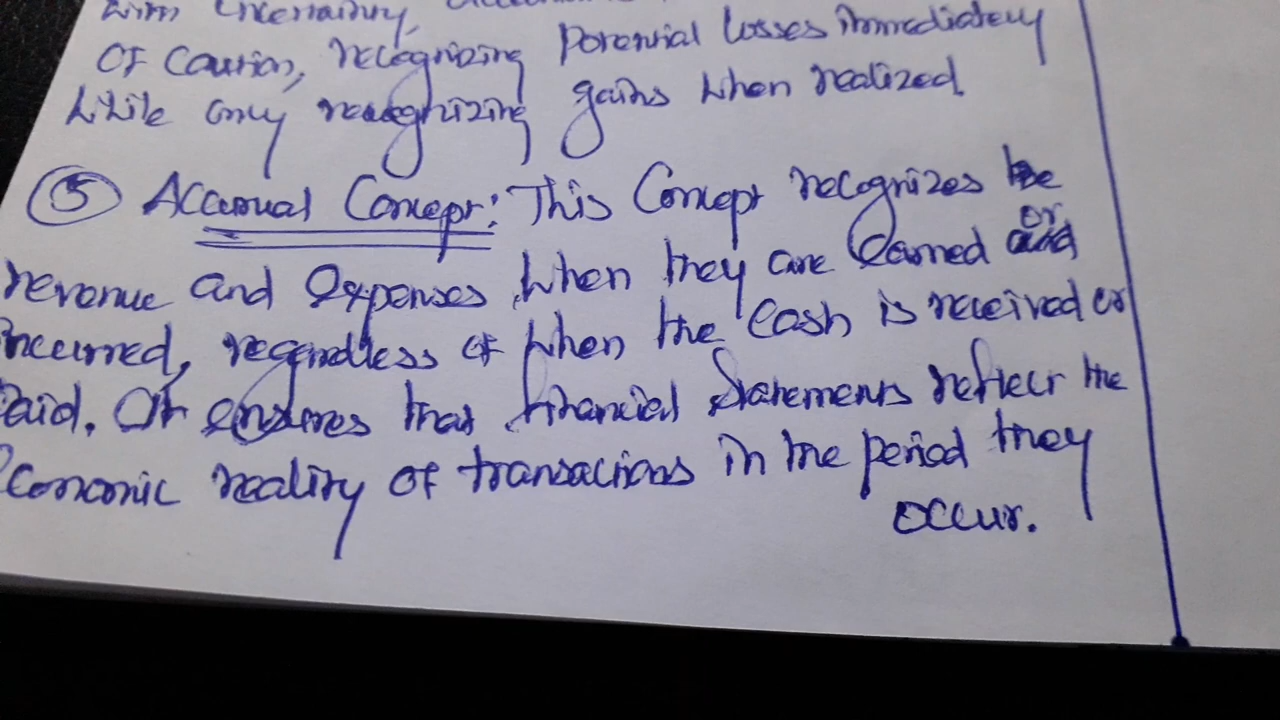 with uncertainty,
of caution, recognizing potential losses immediately
while only recognizing gains when realized.
⑤ Accrual Concept: This Concept recognizes the
revenue and expenses when they are earned or
incurred, regardless of when the cash is received or
Paid. It ensures that financial statements reflect the
economic reality of transactions in the period they
occur.